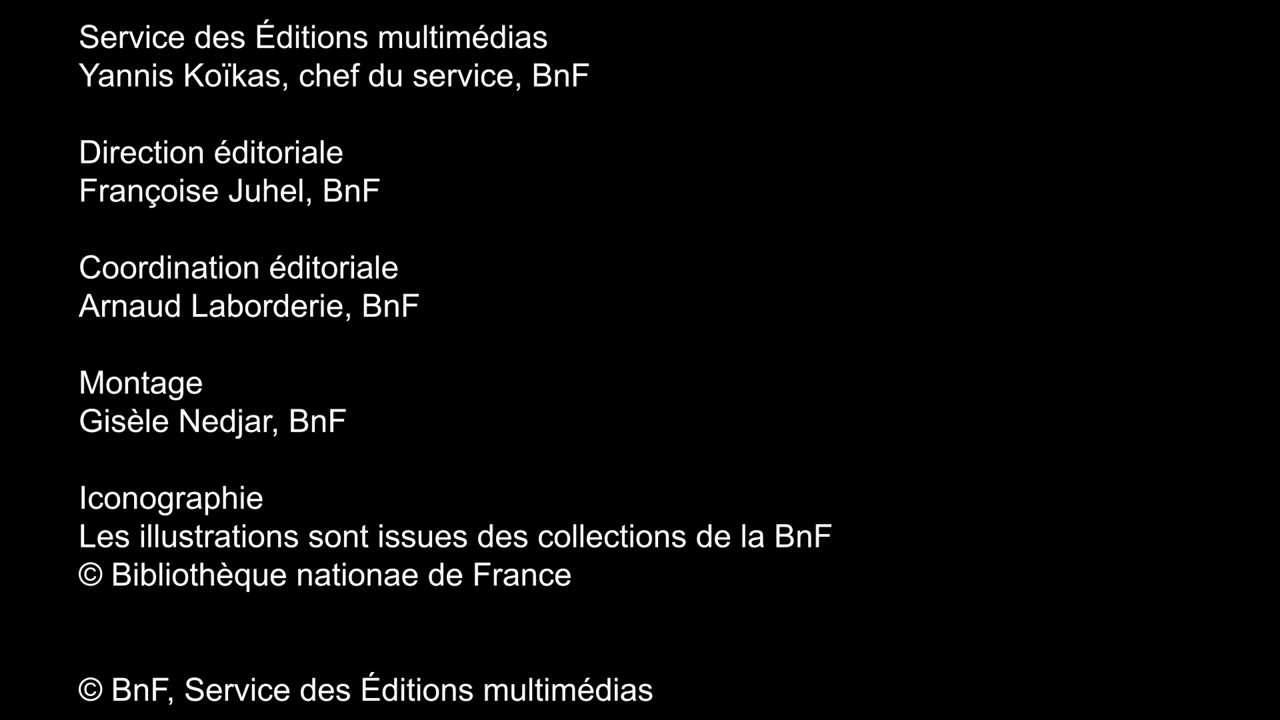 Service des Éditions multimédias
Yannis Koïkas, chef du service, BnF
Direction éditoriale
Françoise Juhel, BnF
Coordination éditoriale
Arnaud Laborderie, BnF
Montage
Gisèle Nedjar, BnF
Iconographie
Les illustrations sont issues des collections de la BnF
© Bibliothèque nationae de France
© BnF, Service des Éditions multimédias